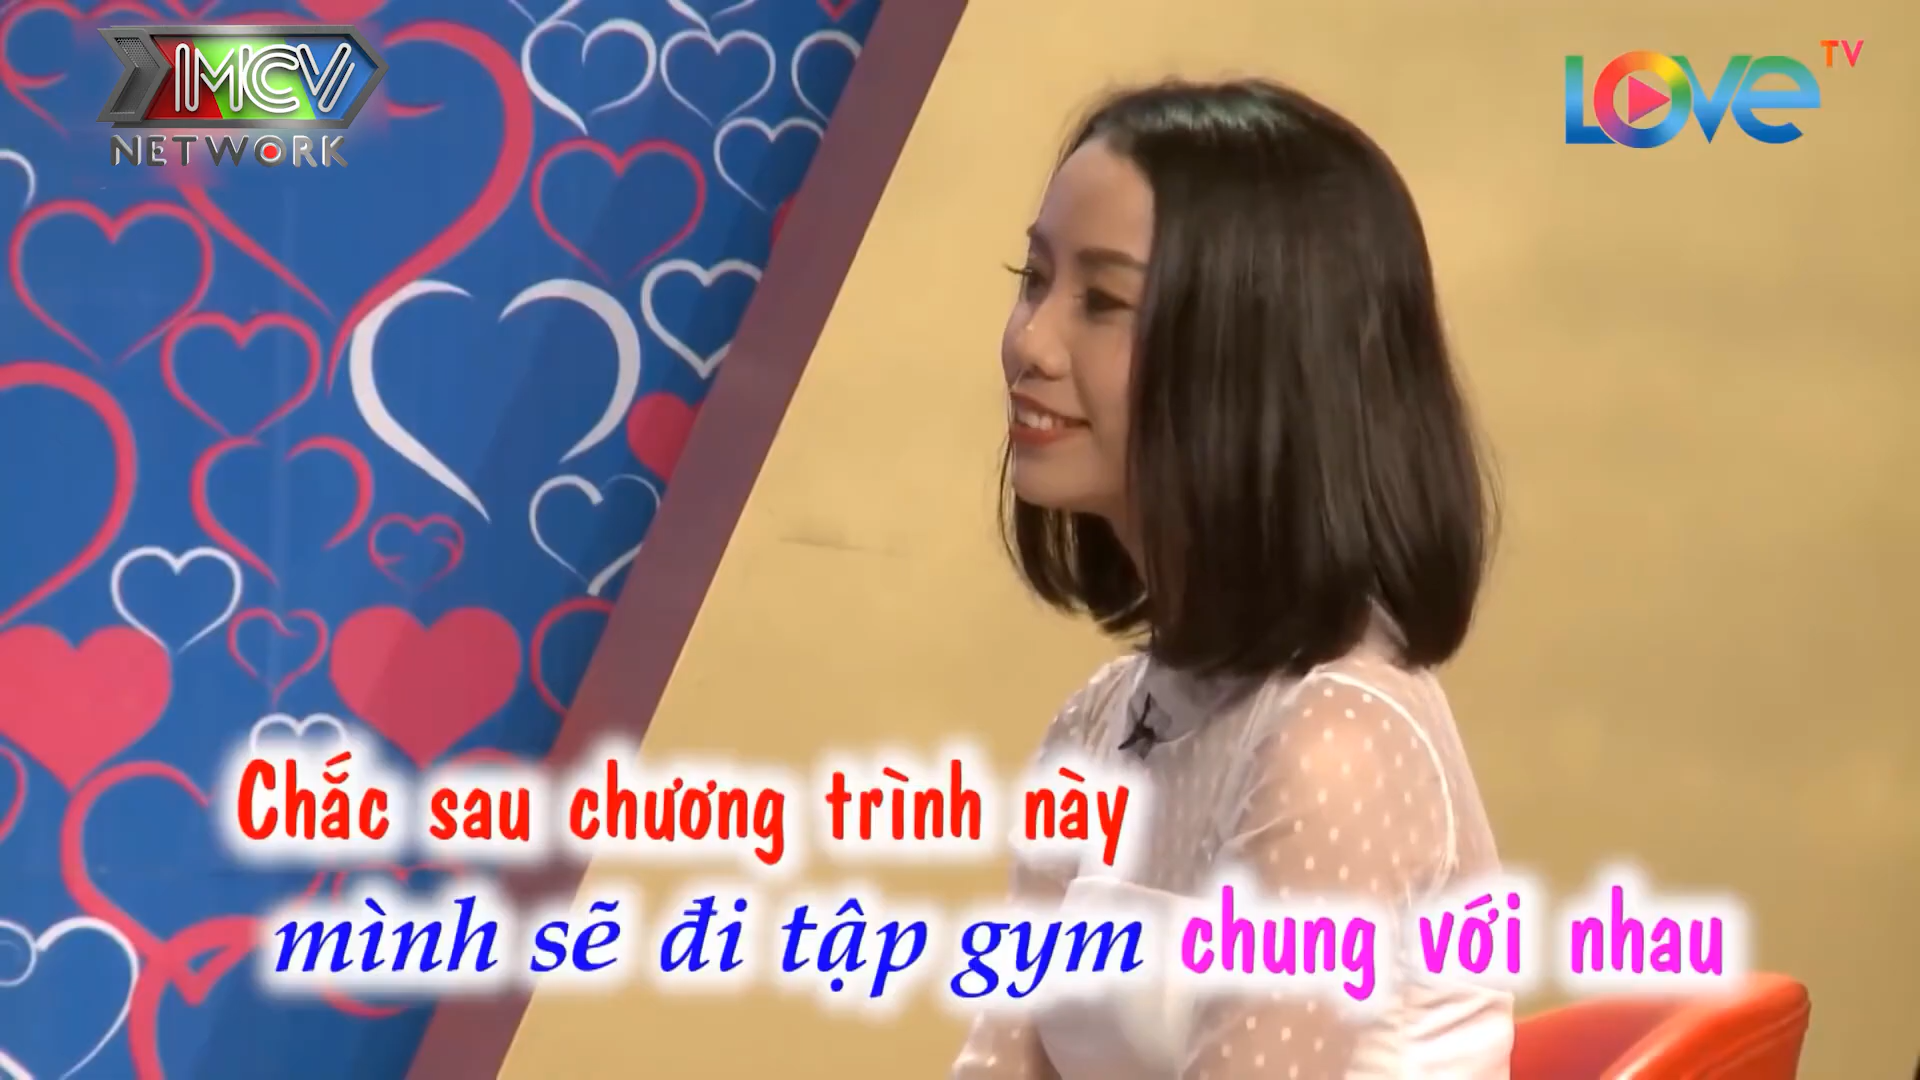 MCV
NETWORK
LOVE TV
Chắc sau chương trình này
mình sẽ đi tập gym chung với nhau